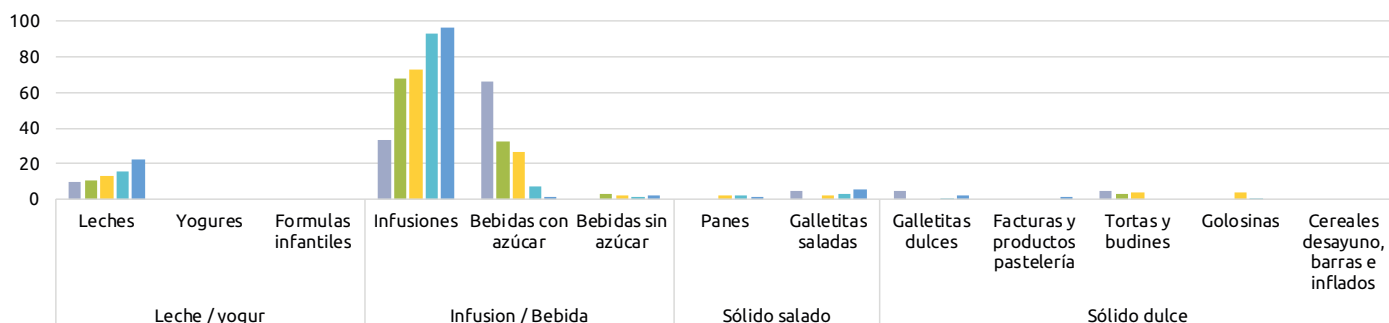 100
80
60
40
20
0
Leches
Yogures
Formulas
infantiles
Infusiones
Bebidas con
azúcar
Bebidas sin
azúcar
Panes
Galletitas
saladas
Galletitas
dulces
Facturas y
productos
pastelería
Tortas y
budines
Golosinas
Cereales
desayuno,
barras e
inflados
Leche / yogur
Infusion / Bebida
Sólido salado
Sólido dulce